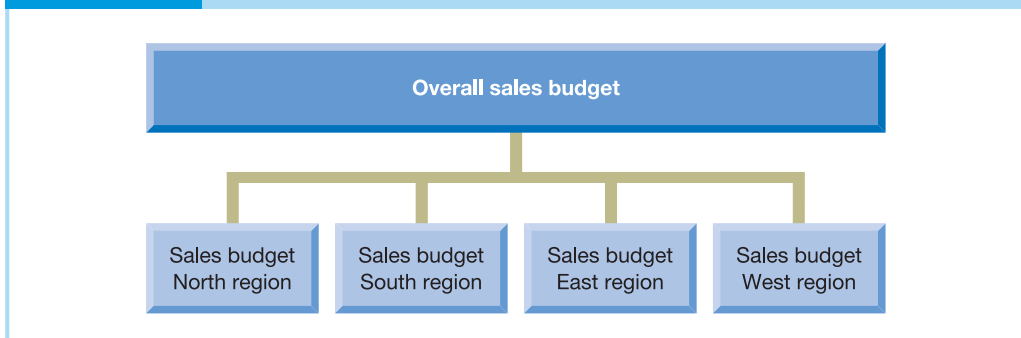 Overall sales budget
Sales budget
North region
Sales budget
South region
Sales budget
East region
Sales budget
West region